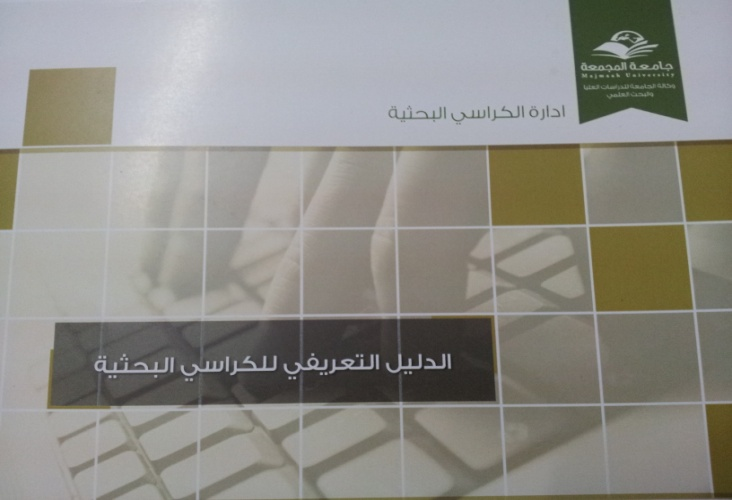 جامعة المجمعة
Majmaah University
وكالة الجامعة للدراسات العليا
والبحث العلمي
ادارة الكراسي البحثية
الدليل التعريفي للكراسي البحثية